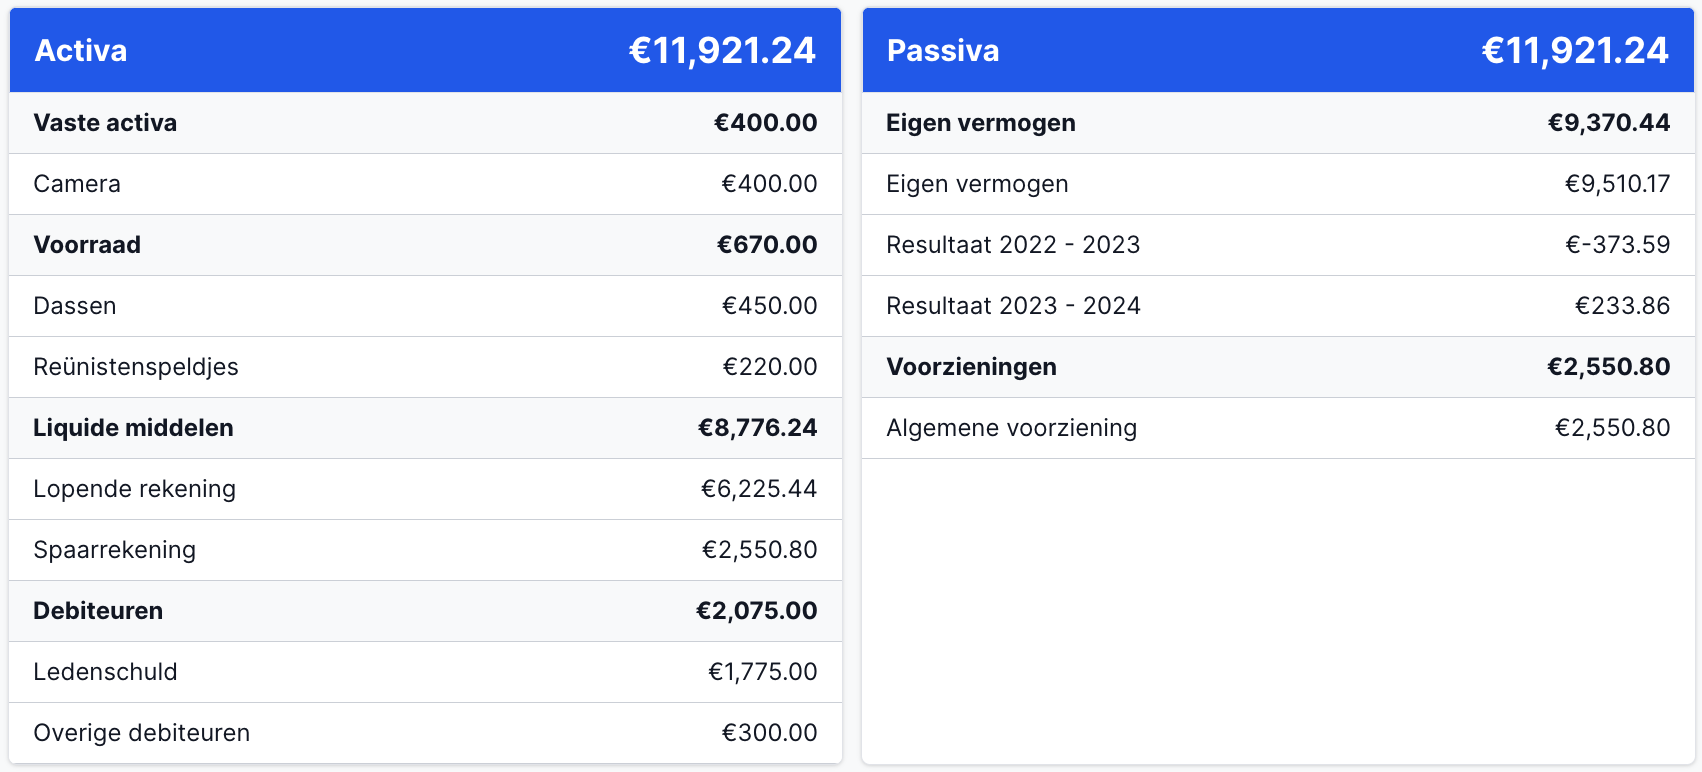 Activa €11,921.24
Vaste activa €400.00
Camera €400.00
Voorraad €670.00
Dassen €450.00
Reünistenspeldjes €220.00
Liquide middelen €8,776.24
Lopende rekening €6,225.44
Spaarrekening €2,550.80
Debiteuren €2,075.00
Ledenschuld €1,775.00
Overige debiteuren €300.00
Passiva €11,921.24
Eigen vermogen €9,370.44
Eigen vermogen €9,510.17
Resultaat 2022 - 2023 €-373.59
Resultaat 2023 - 2024 €233.86
Voorzieningen €2,550.80
Algemene voorziening €2,550.80